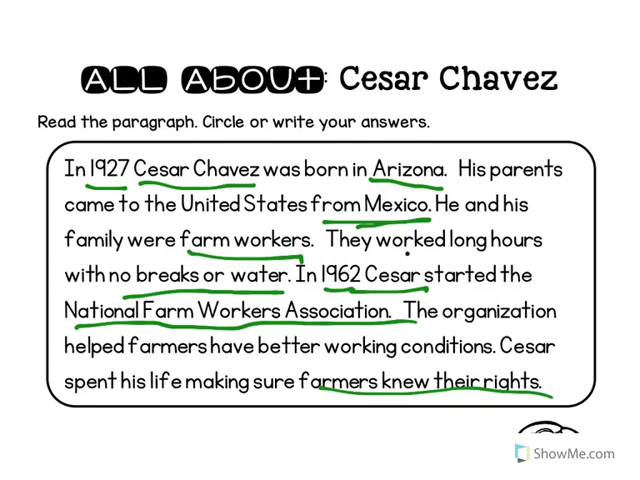 ALL ABOUT: Cesar Chavez
Read the paragraph. Circle or write your answers.
In 1927 Cesar Chavez was born in Arizona. His parents
came to the United States from Mexico. He and his
family were farm workers. They worked long hours
with no breaks or water. In 1962 Cesar started the
National Farm Workers Association. The organization
helped farmers have better working conditions. Cesar
spent his life making sure farmers knew their rights.
ShowMe.com